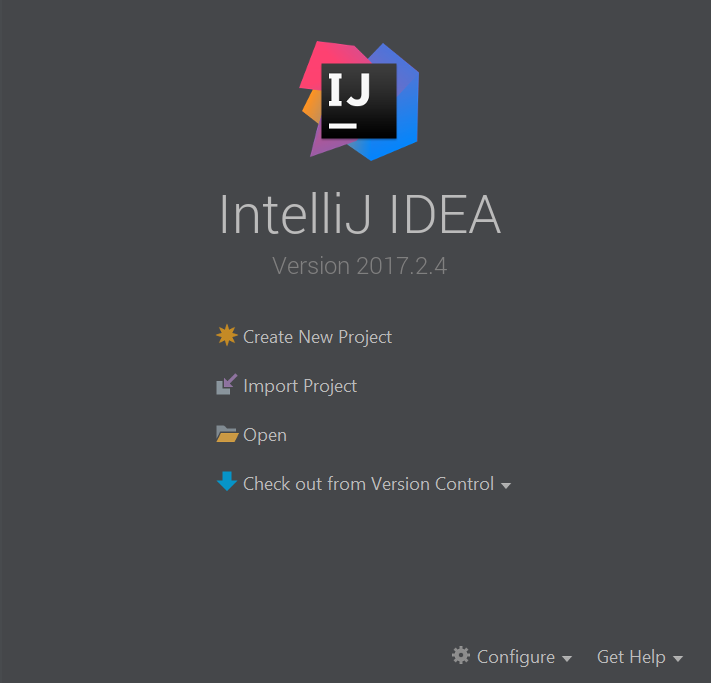 IJ
IntelliJ IDEA
Version 2017.2.4
Create New Project
Import Project
Open
Check out from Version Control
Configure Get Help